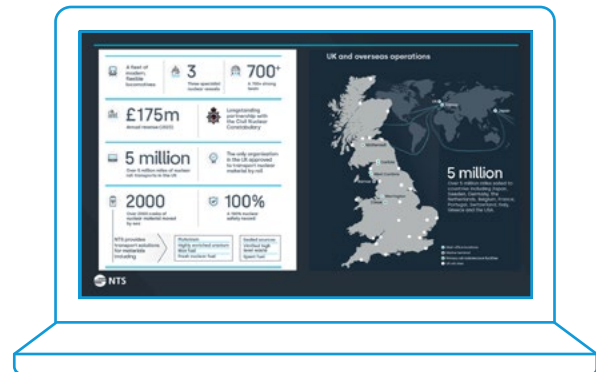 UK and overseas operations
A fleet of
modern,
flexible
locomotives
3
Three specialist
nuclear vessels
700+
A 700+ strong
team
£175m
Annual revenue (2023)
Longstanding
partnership with
the Civil Nuclear
Constabulary
5 million
Over 5 million miles of nuclear
rail transports in the UK
The only organisation
in the UK approved
to transport nuclear
material by rail
2000
Over 2000 casks of
nuclear material moved
by sea
100%
A 100% nuclear
safety record
NTS provides
transport solutions
for materials
including
Plutonium
Highly enriched uranium
Mox fuel
Fresh nuclear fuel
Sealed sources
Vitrified high
level waste
Spent fuel
5 million
Over 5 million miles sailed to
countries including Japan,
Sweden, Germany, the
Netherlands, Belgium, France,
Portugal, Switzerland, Italy,
Greece and the USA.
UK
France
Japan
NTS